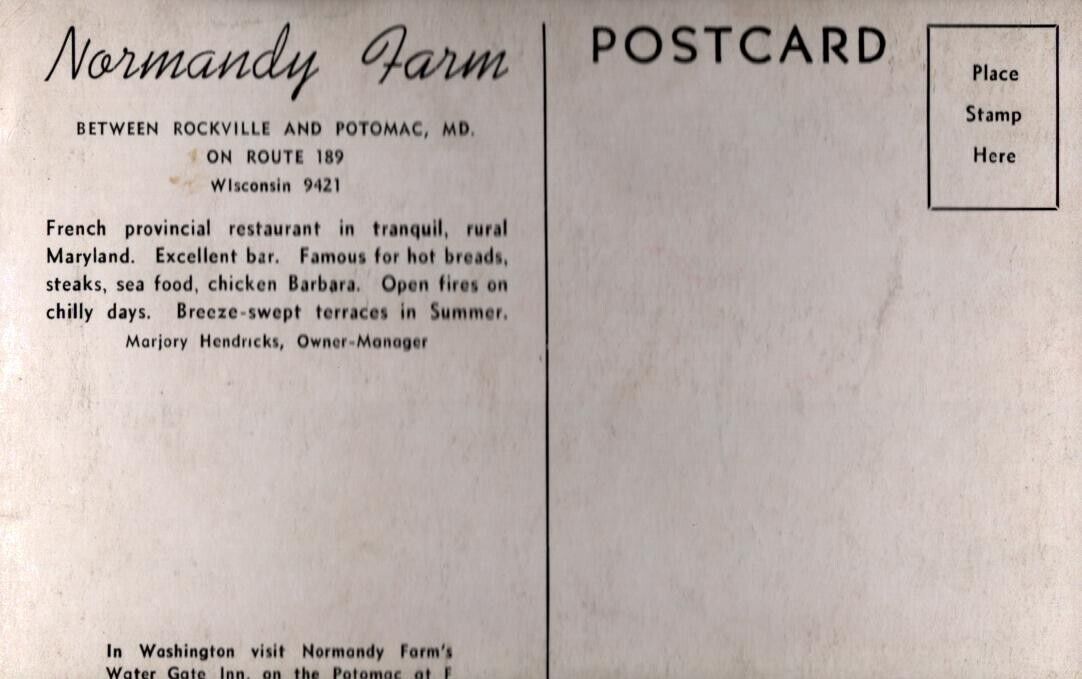 Normandy Farm
BETWEEN ROCKVILLE AND POTOMAC, MD.
ON ROUTE 189
WIsconsin 9421
French provincial restaurant in tranquil, rural
Maryland. Excellent bar. Famous for hot breads,
steaks, sea food, chicken Barbara. Open fires on
chilly days. Breeze-swept terraces in Summer.
Marjory Hendricks, Owner-Manager
In Washington visit Normandy Farm's
Water Gate Inn, on the Potomac at F
POSTCARD
Place
Stamp
Here